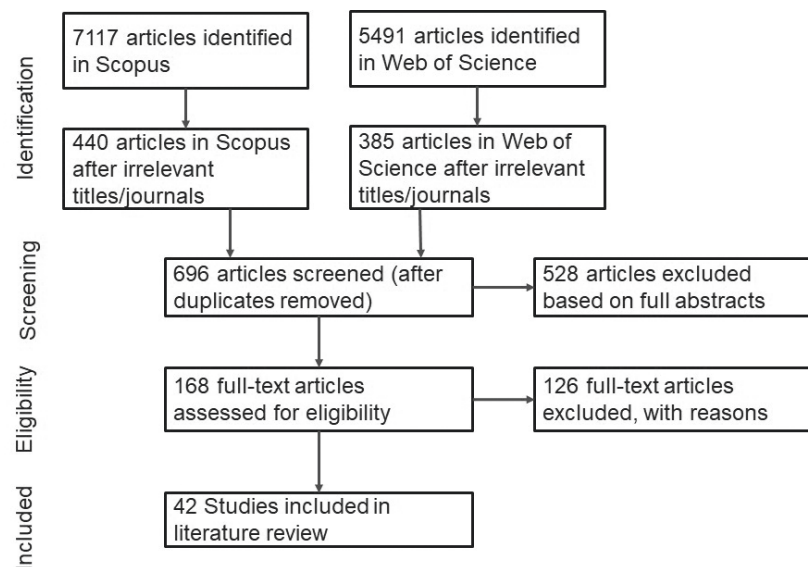 Identification
7117 articles identified
in Scopus
5491 articles identified
in Web of Science
440 articles in Scopus
after irrelevant
titles/journals
385 articles in Web of
Science after irrelevant
titles/journals
Screening
696 articles screened (after
duplicates removed)
528 articles excluded
based on full abstracts
Eligibility
168 full-text articles
assessed for eligibility
126 full-text articles
excluded, with reasons
Included
42 Studies included in
literature review